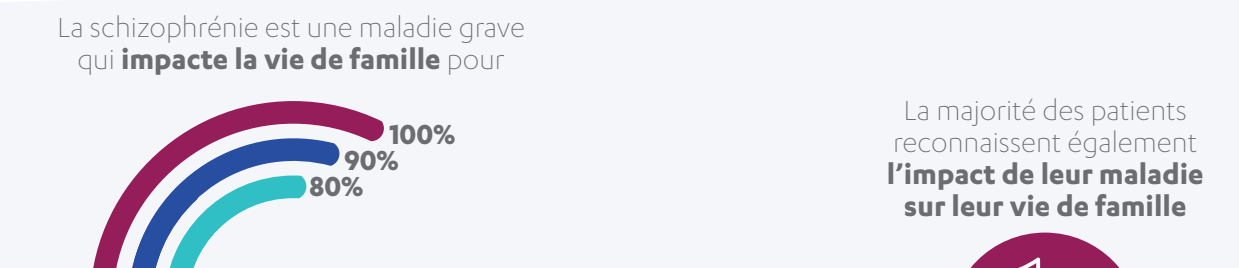 La schizophrénie est une maladie grave
qui impacte la vie de famille pour
100%
90%
80%
La majorité des patients
reconnaissent également
l'impact de leur maladie
sur leur vie de famille